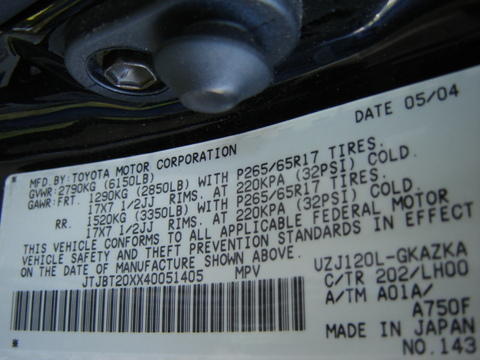 DATE 05/04
MFD.BY:TOYOTA MOTOR CORPORATION
GVWR:2790KG (6150LB)
GAWR:FRT. 1290KG (2850LB) WITH P265/65R17 TIRES.
17X7 1/2JJ RIMS. AT 220KPA (32PSI) COLD.
RR. 1520KG (3350LB) WITH P265/65R17 TIRES.
17X7 1/2JJ RIMS. AT 220KPA (32PSI) COLD.
THIS VEHICLE CONFORMS TO ALL APPLICABLE FEDERAL MOTOR
VEHICLE SAFETY AND THEFT PREVENTION STANDARDS IN EFFECT
ON THE DATE OF MANUFACTURE SHOWN ABOVE.
JTJBT20XX40051405 MPV
UZJ120L-GKAZKA
C/TR 202/LH00
A/TM A01A/
A750F
MADE IN JAPAN
NO.143